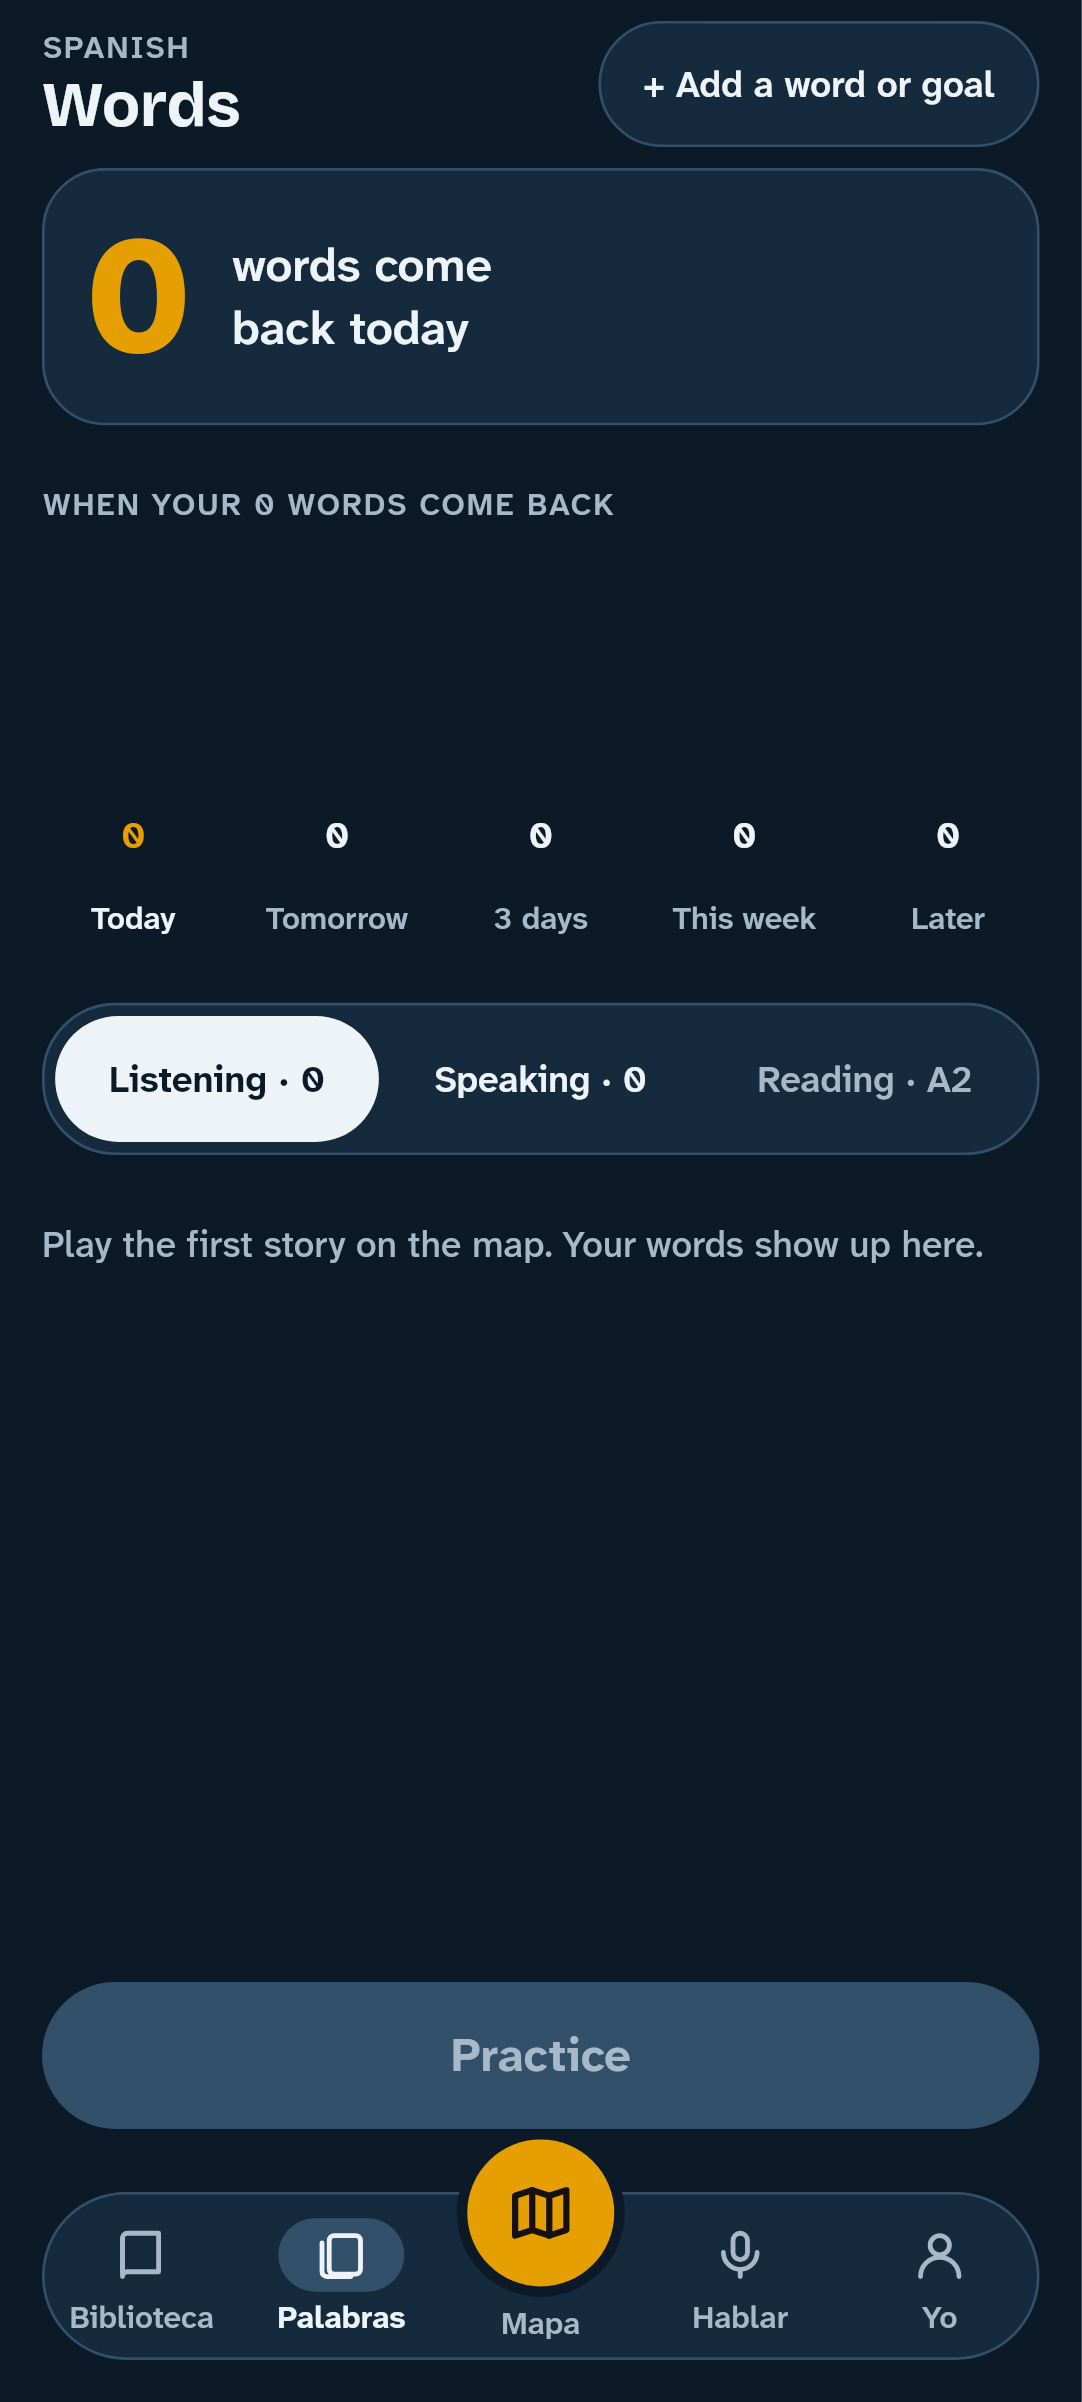 SPANISH
Words
+ Add a word or goal
0
words come
back today
WHEN YOUR 0 WORDS COME BACK
0 0 0 0 0
Today Tomorrow 3 days This week Later
Listening · 0 Speaking · 0 Reading · A2
Play the first story on the map. Your words show up here.
Practice
Biblioteca Palabras Mapa Hablar Yo